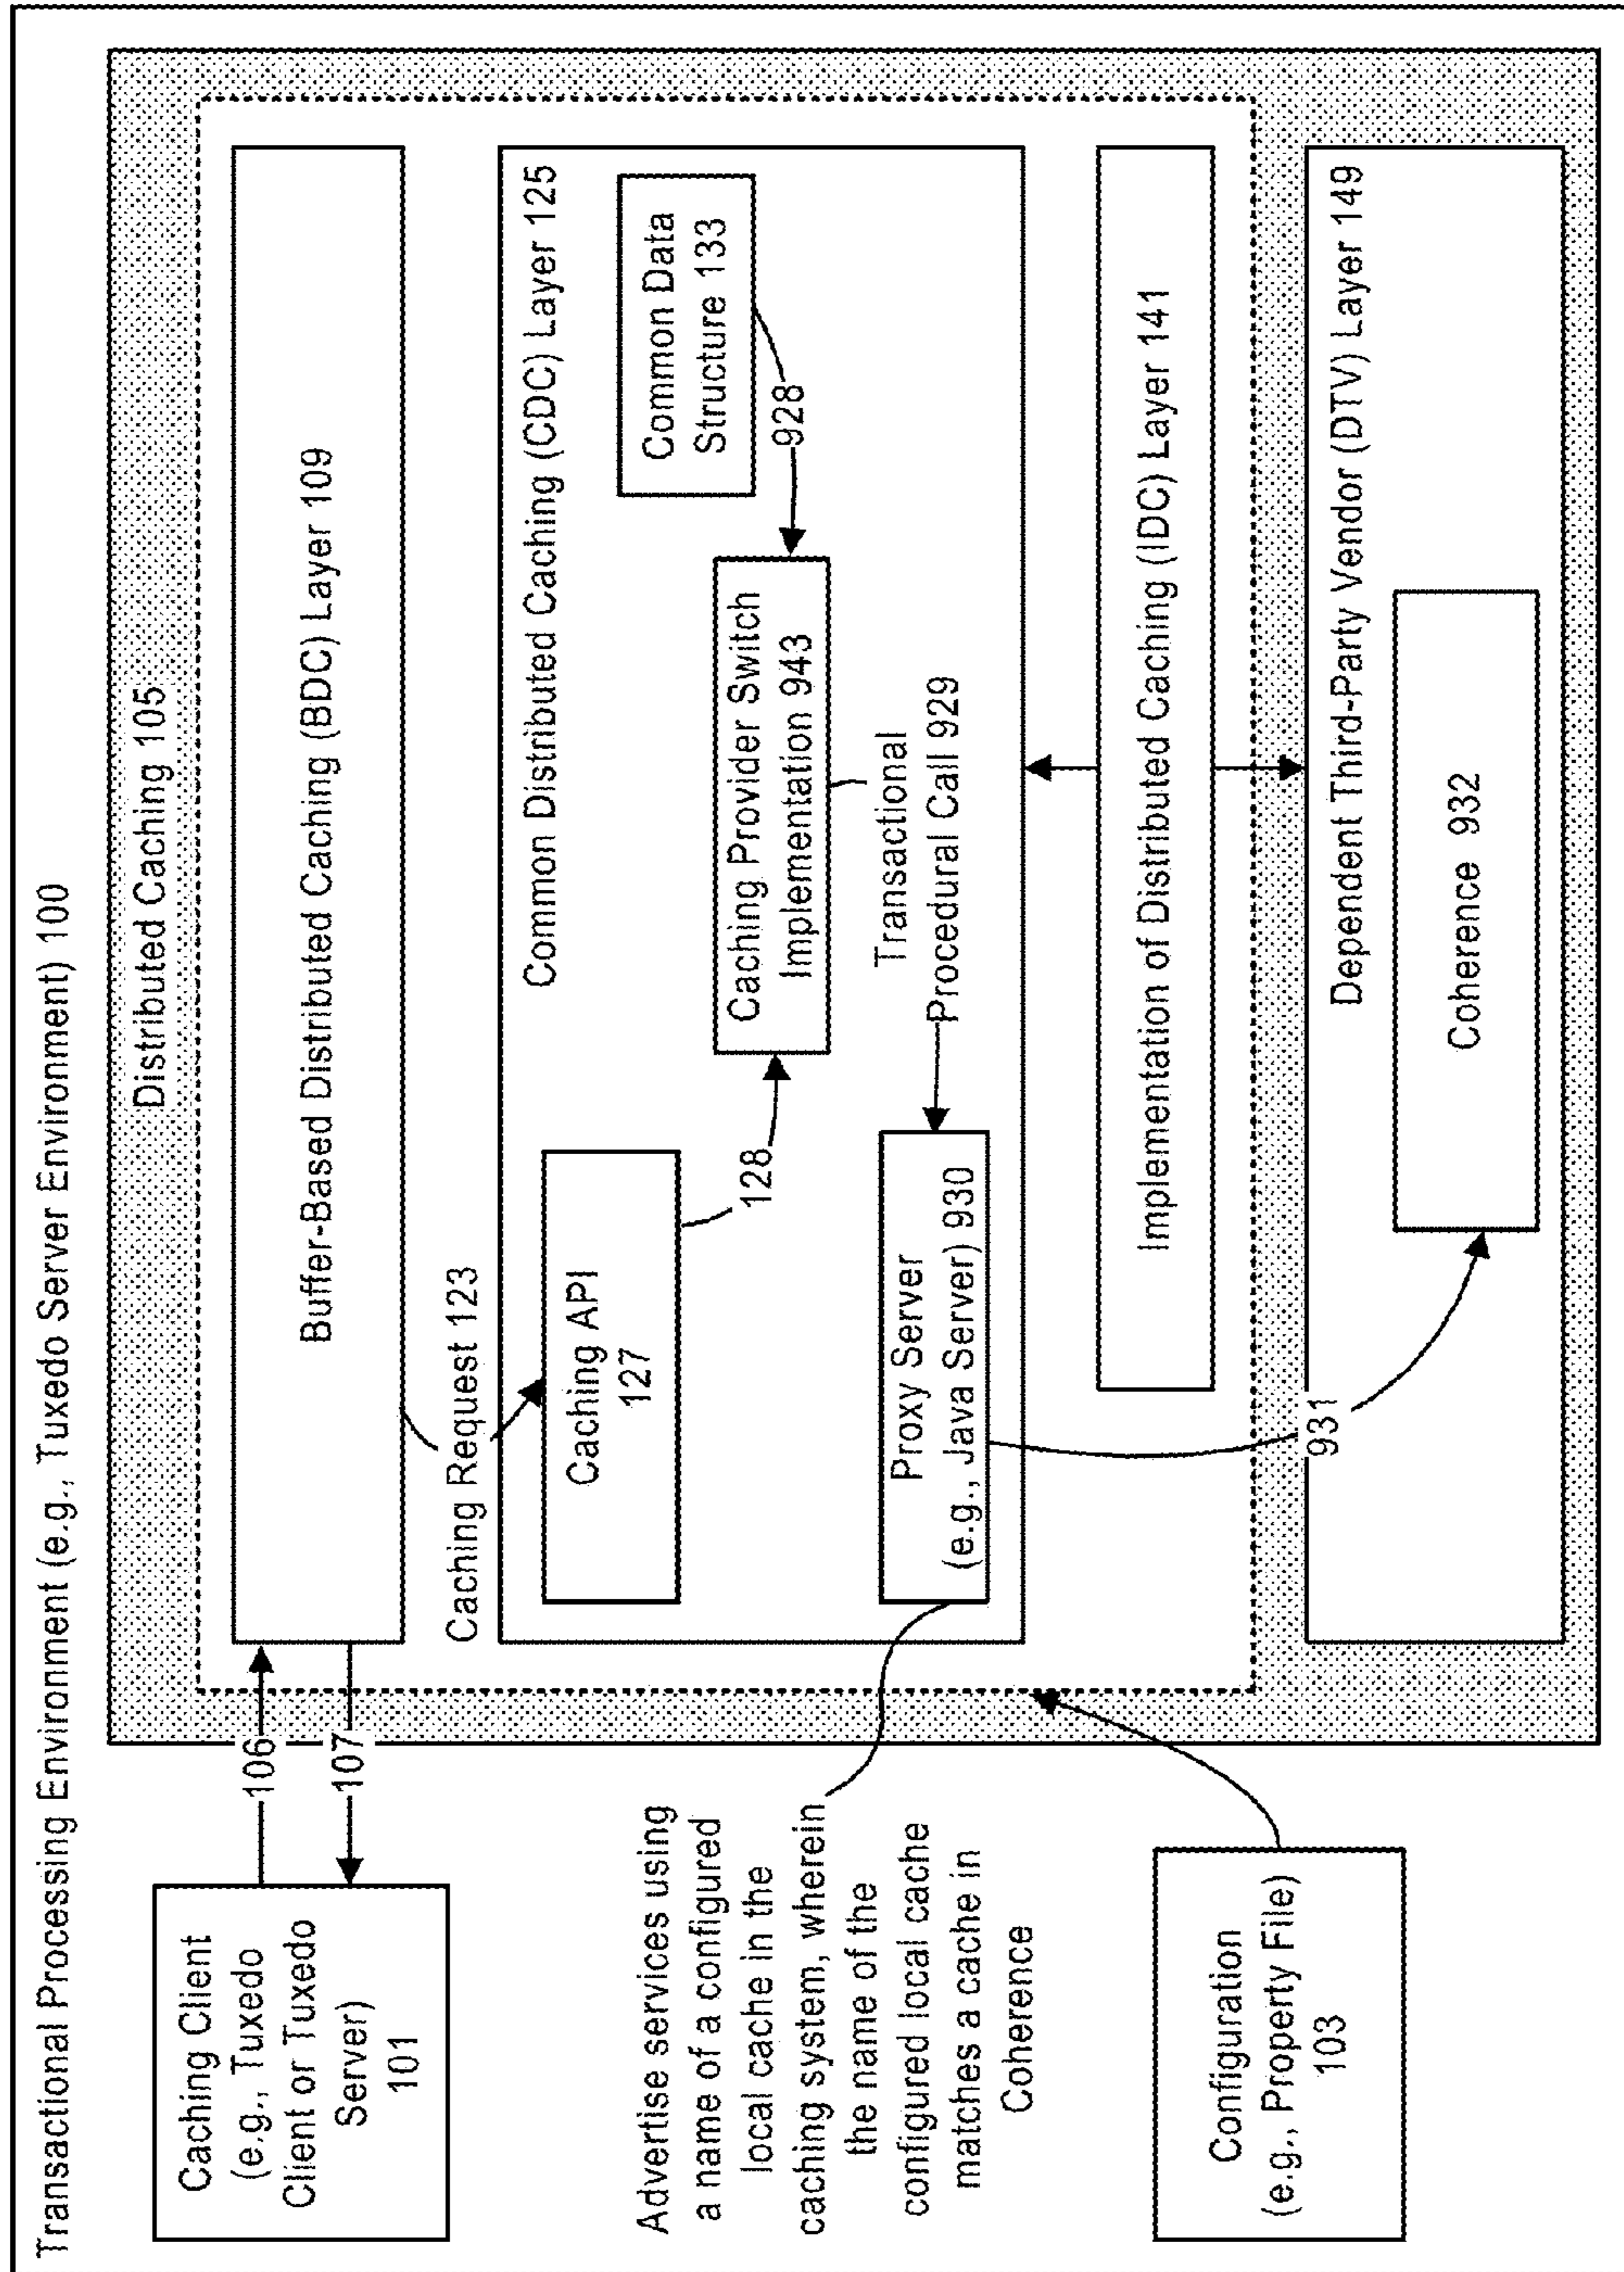 Transactional Processing Environment (e.g., Tuxedo Server Environment) 100
Caching Client
(e.g., Tuxedo
Client or Tuxedo
Server)
101
106
107
Distributed Caching 105
Buffer-Based Distributed Caching (BDC) Layer 109
Caching Request 123
Common Distributed Caching (CDC) Layer 125
Caching API
127
128
Common Data
Structure 133
928
Caching Provider Switch
Implementation 943
Transactional
Procedural Call 929
Proxy Server
(e.g., Java Server) 930
Advertise services using
a name of a configured
local cache in the
caching system, wherein
the name of the
configured local cache
matches a cache in
Coherence
Implementation of Distributed Caching (IDC) Layer 141
Configuration
(e.g., Property File)
103
931
Dependent Third-Party Vendor (DTV) Layer 149
Coherence 932